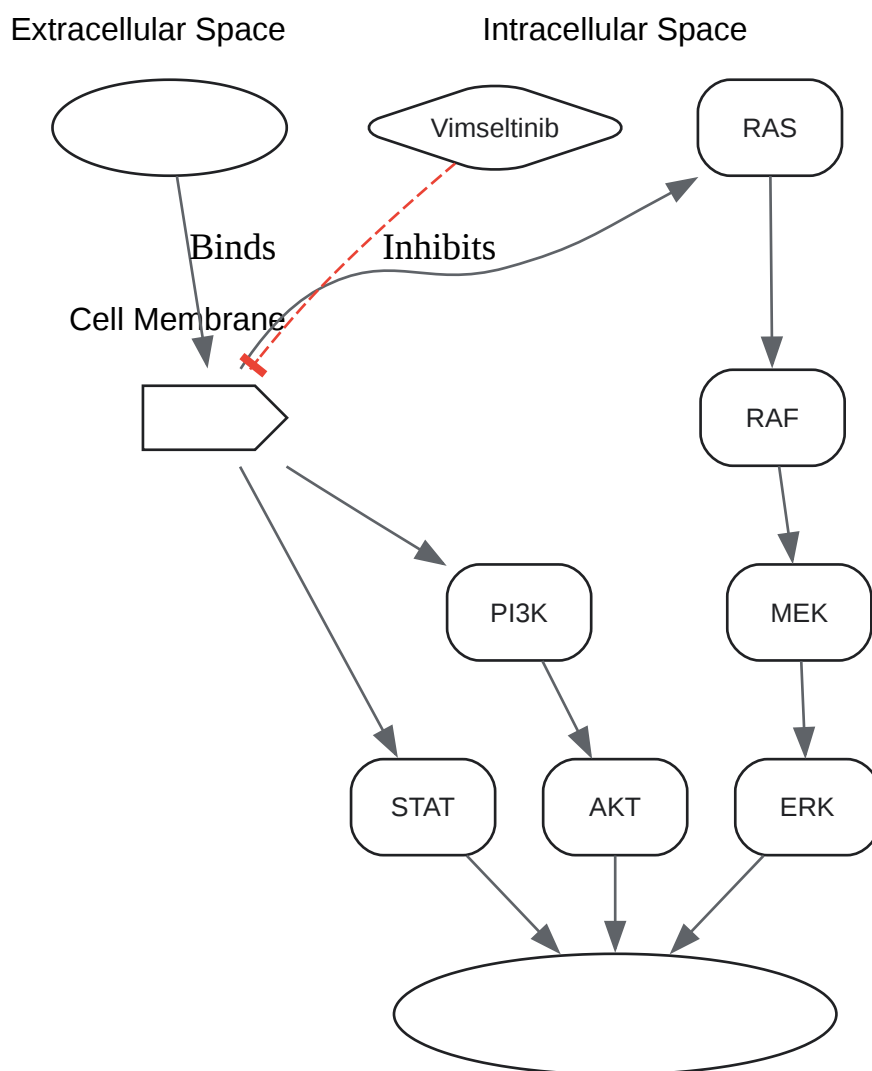 Extracellular Space
Intracellular Space
Vimseltinib
RAS
Binds
Inhibits
Cell Membrane
RAF
PI3K
MEK
STAT
AKT
ERK